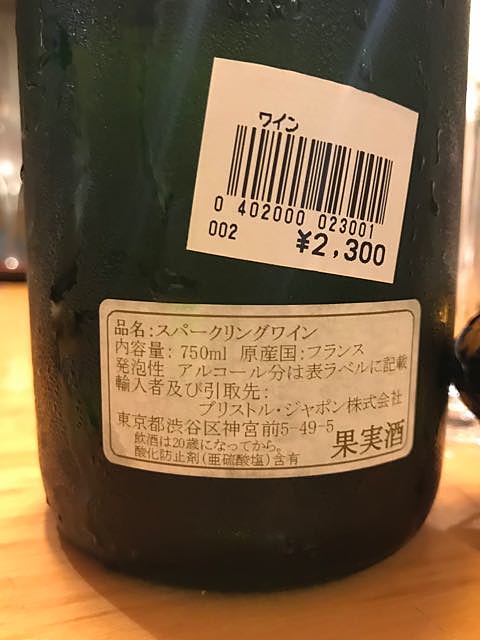 ワイン
0 402000 023001
002 ¥2,300
品名:スパークリングワイン
内容量: 750ml 原産国:フランス
発泡性 アルコール分は表ラベルに記載
輸入者及び引取先:
ブリストル・ジャポン株式会社
東京都渋谷区神宮前5-49-5
飲酒は20歳になってから。
酸化防止剤(亜硫酸塩)含有
果実酒